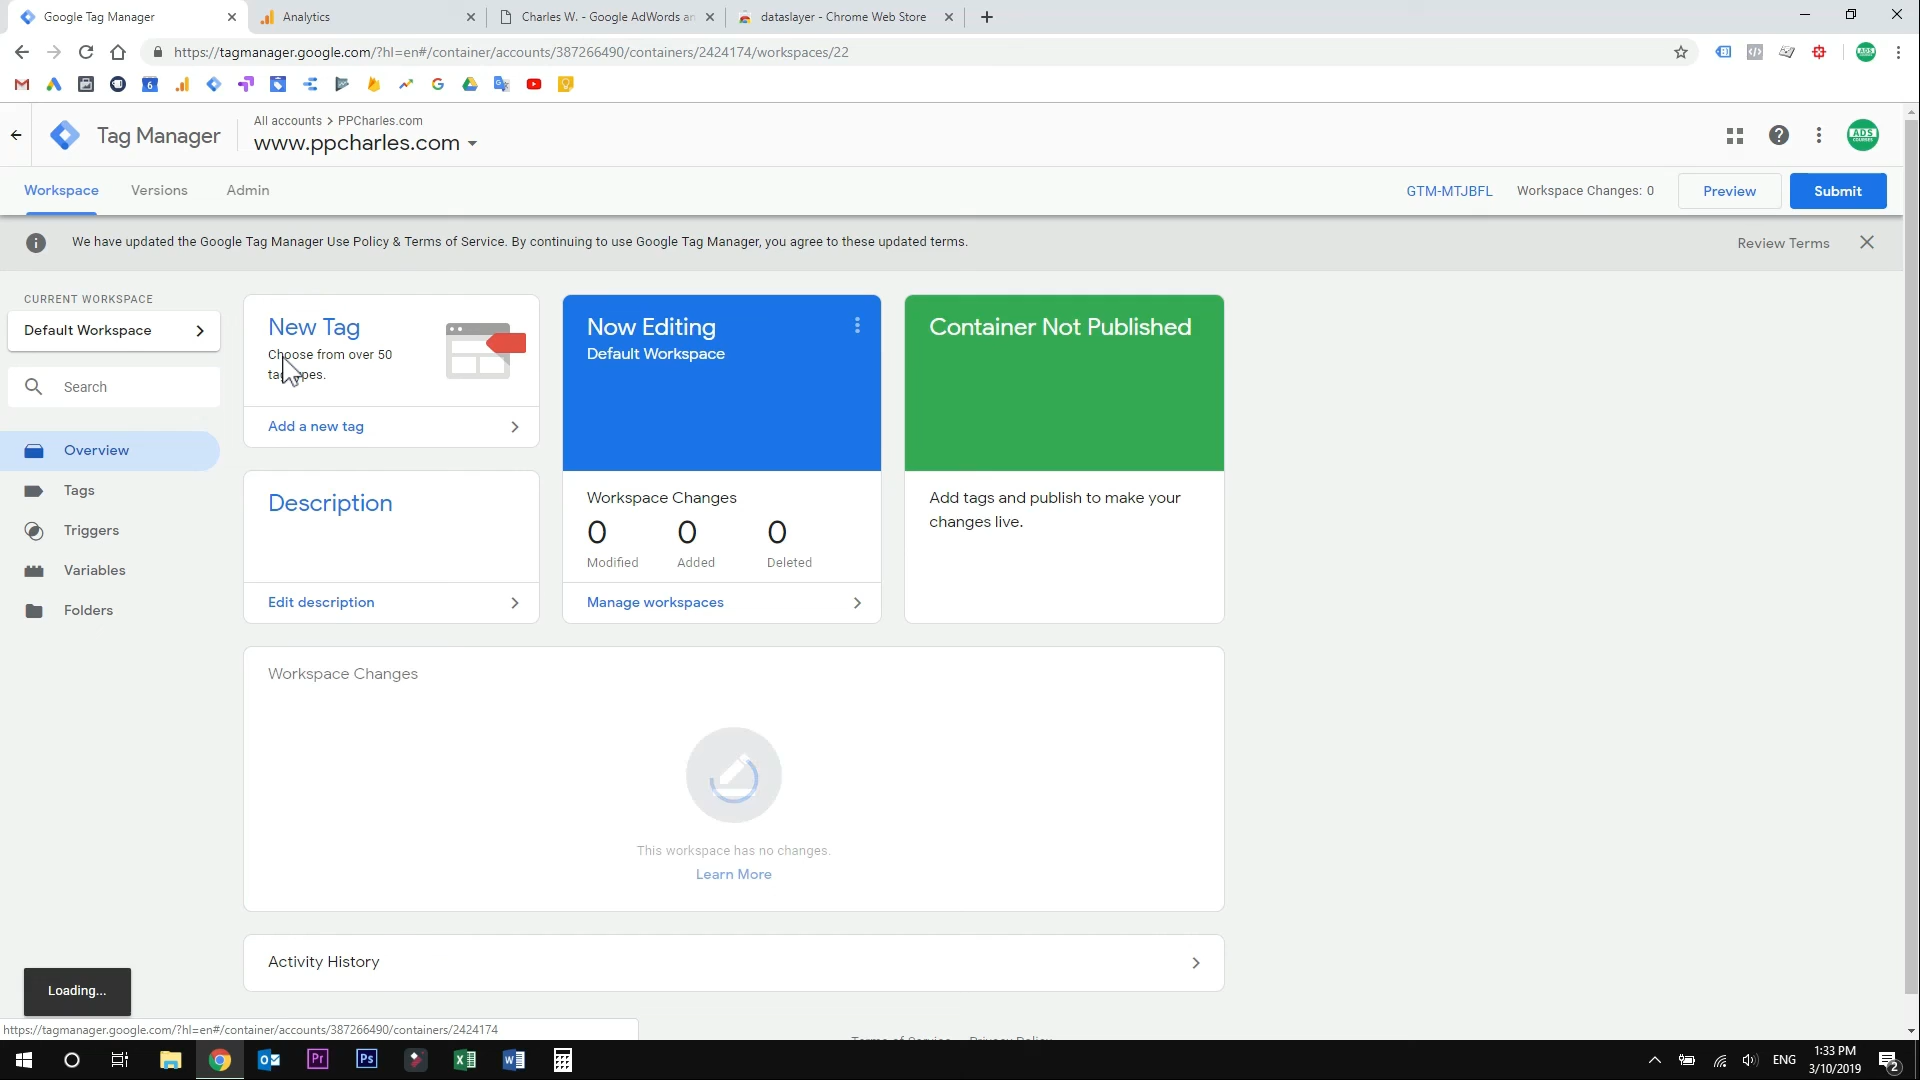 Google Tag Manager
Analytics
Charles W. - Google AdWords an
dataslayer - Chrome Web Store
https://tagmanager.google.com/?hl=en#/container/accounts/387266490/containers/2424174/workspaces/22
Tag Manager
All accounts > PPCharles.com
www.ppcharles.com
ADS
COURSES
Workspace
Versions
Admin
GTM-MTJBFL
Workspace Changes: 0
Preview
Submit
We have updated the Google Tag Manager Use Policy & Terms of Service. By continuing to use Google Tag Manager, you agree to these updated terms.
Review Terms
CURRENT WORKSPACE
Default Workspace
Search
Overview
Tags
Triggers
Variables
Folders
New Tag
Choose from over 50
Add a new tag
Description
Edit description
Now Editing
Default Workspace
Workspace Changes
0 0 0
Modified Added Deleted
Manage workspaces
Container Not Published
Add tags and publish to make your
changes live.
Workspace Changes
This workspace has no changes.
Learn More
Activity History
Loading...
https://tagmanager.google.com/?hl=en#/container/accounts/387266490/containers/2424174
Pr
Ps
ENG
1:33 PM
3/10/2019
2